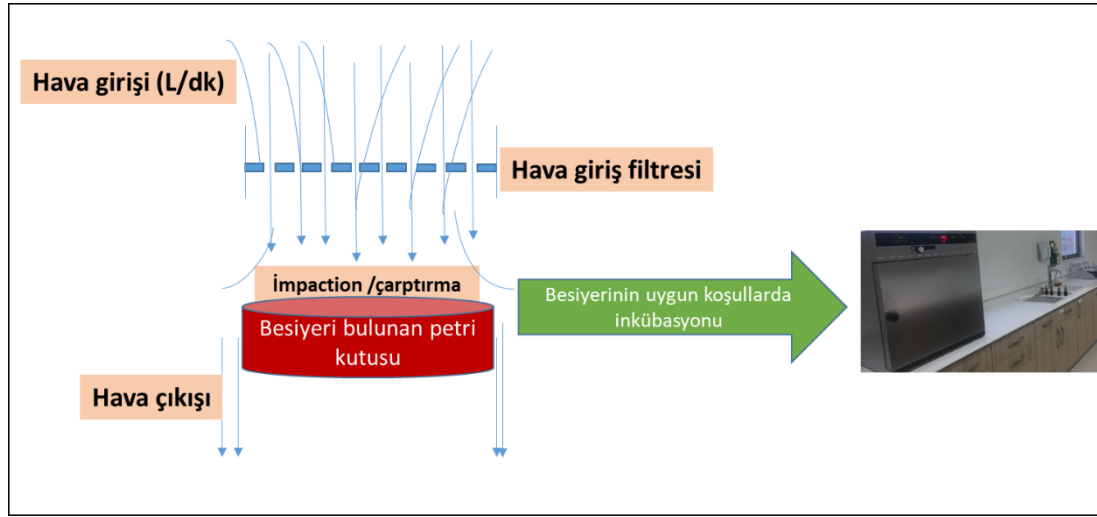 Hava girişi (L/dk)
Hava giriş filtresi
İmpaction /çarptırma
Besiyeri bulunan petri
kutusu
Besiyerinin uygun koşullarda
inkübasyonu
Hava çıkışı